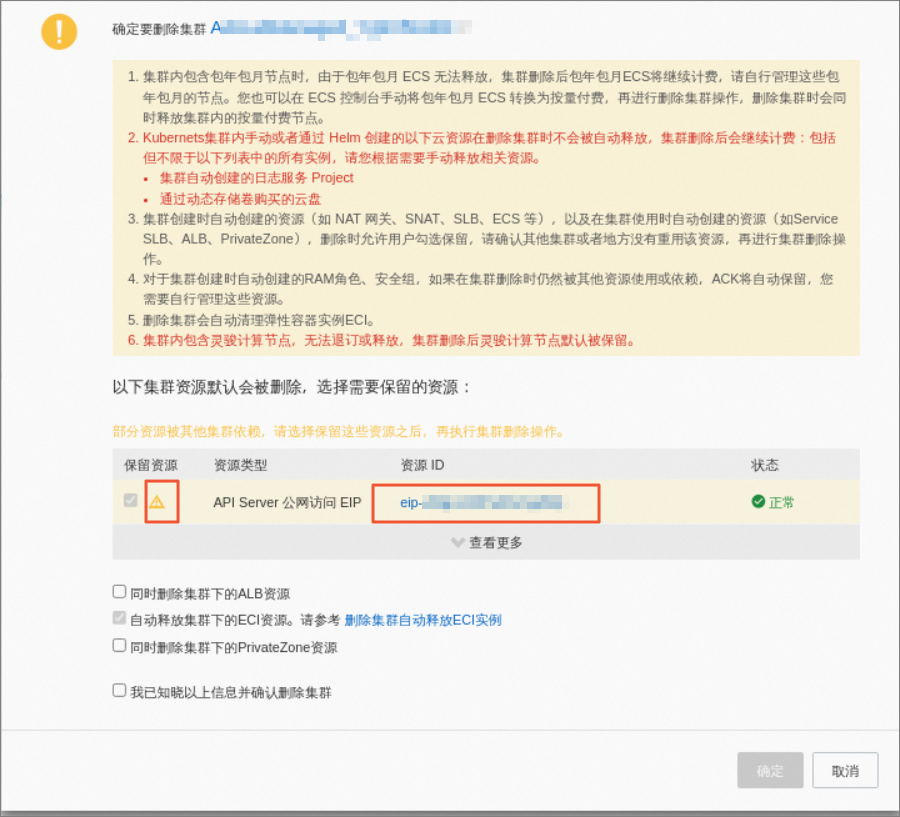 确定要删除集群
1. 集群内包含包年包月节点时，由于包年包月 ECS 无法释放，集群删除后包年包月ECS将继续计费，请自行管理这些包
年包月的节点。您也可以在 ECS 控制台手动将包年包月 ECS 转换为按量付费，再进行删除集群操作，删除集群时会同
时释放集群内的按量付费节点。
2. Kubernets集群内手动或者通过 Helm 创建的以下云资源在删除集群时不会被自动释放，集群删除后会继续计费：包括
但不限于以下列表中的所有实例，请您根据需要手动释放相关资源。
• 集群自动创建的日志服务 Project
• 通过动态存储卷购买的云盘
3. 集群创建时自动创建的资源（如 NAT 网关、SNAT、SLB、ECS 等），以及在集群使用时自动创建的资源（如Service
SLB、ALB、PrivateZone），删除时允许用户勾选保留，请确认其他集群或者地方没有重用该资源，再进行集群删除操
作。
4. 对于集群创建时自动创建的RAM角色、安全组，如果在集群删除时仍然被其他资源使用或依赖，ACK将自动保留，您
需要自行管理这些资源。
5. 删除集群会自动清理弹性容器实例ECI。
6. 集群内包含灵骏计算节点，无法退订或释放，集群删除后灵骏计算节点默认被保留。
以下集群资源默认会被删除，选择需要保留的资源：
部分资源被其他集群依赖，请选择保留这些资源之后，再执行集群删除操作。
保留资源 资源类型 资源 ID 状态
API Server 公网访问 EIP eip- 正常
查看更多
同时删除集群下的ALB资源
自动释放集群下的ECI资源。请参考 删除集群自动释放ECI实例
同时删除集群下的PrivateZone资源
我已知晓以上信息并确认删除集群
确定 取消